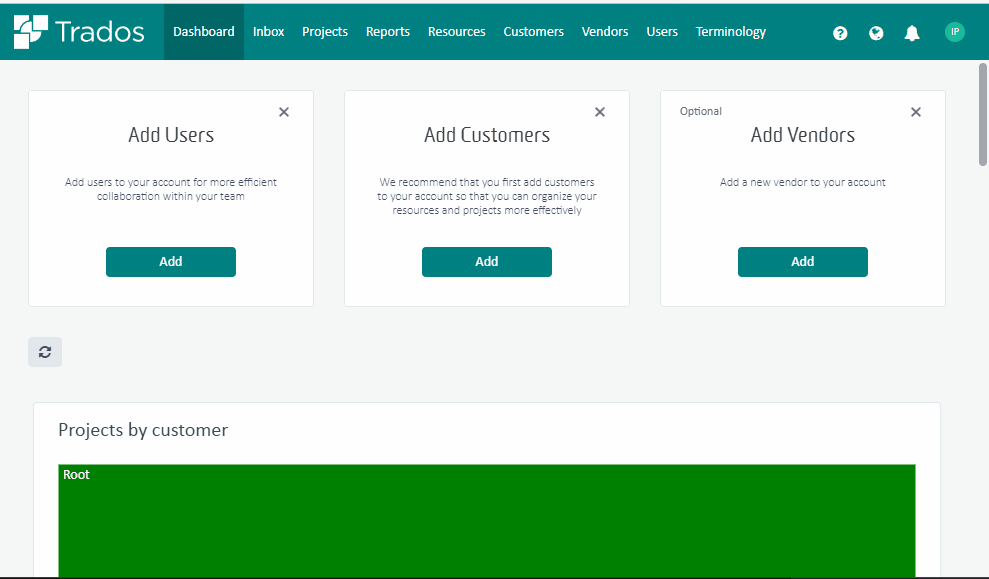 Trados
Dashboard Inbox Projects Reports Resources Customers Vendors Users Terminology
? IP
Add Users
Add users to your account for more efficient
collaboration within your team
Add
Add Customers
We recommend that you first add customers
to your account so that you can organize your
resources and projects more effectively
Add
Optional
Add Vendors
Add a new vendor to your account
Add
Projects by customer
Root